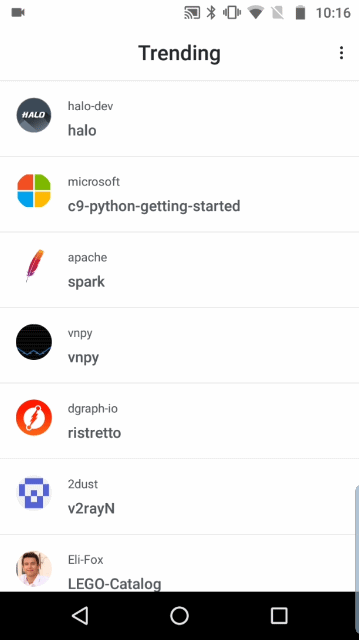 10:16
Trending
HALO
halo-dev
halo
microsoft
c9-python-getting-started
apache
spark
vnpy
vnpy
dgraph-io
ristretto
2dust
v2rayN
Eli-Fox
LEGO-Catalog